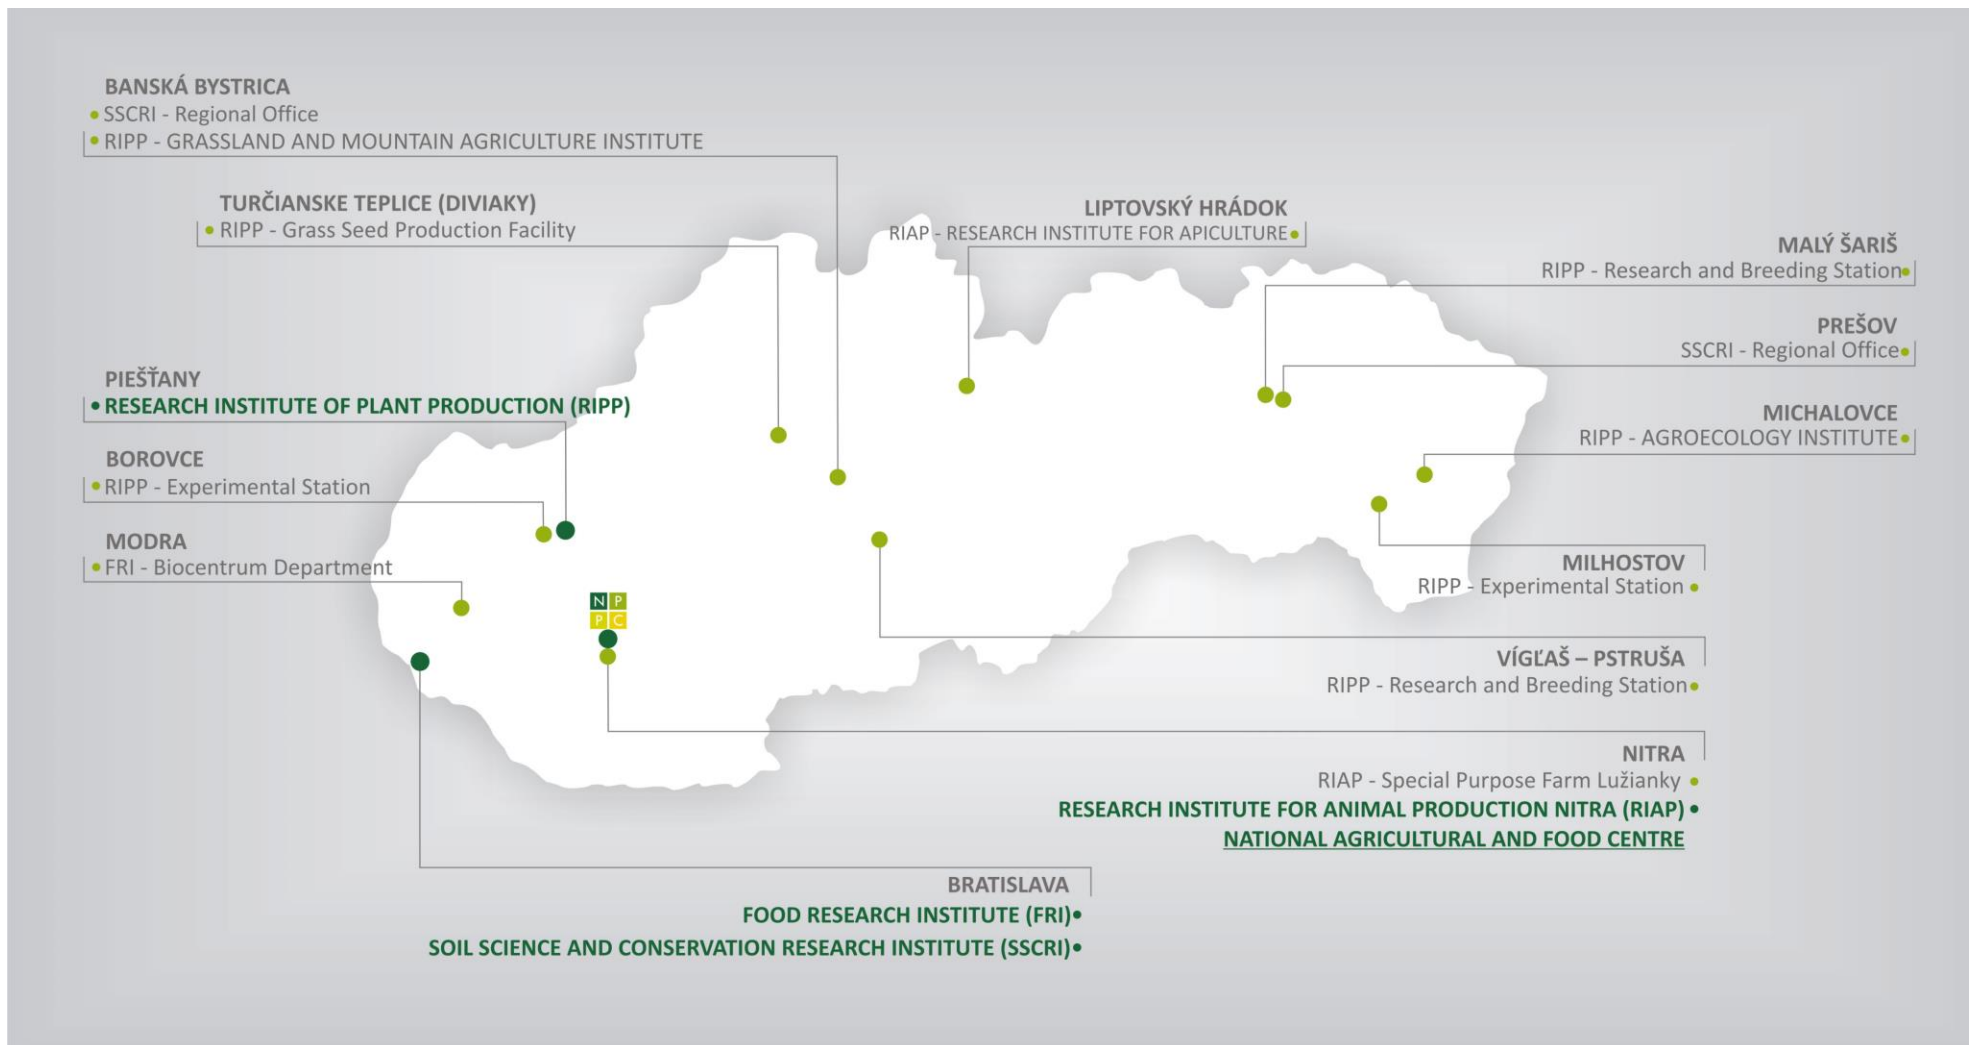 BANSKÁ BYSTRICA
SSCRI - Regional Office
RIPP - GRASSLAND AND MOUNTAIN AGRICULTURE INSTITUTE
TURČIANSKE TEPLICE (DIVIAKY)
RIPP - Grass Seed Production Facility
LIPTOVSKÝ HRÁDOK
RIAP - RESEARCH INSTITUTE FOR APICULTURE
MALÝ ŠARIŠ
RIPP - Research and Breeding Station
PREŠOV
SSCRI - Regional Office
PIEŠŤANY
RESEARCH INSTITUTE OF PLANT PRODUCTION (RIPP)
MICHALOVCE
RIPP - AGROECOLOGY INSTITUTE
BOROVCE
RIPP - Experimental Station
MODRA
FRI - Biocentrum Department
MILHOSTOV
RIPP - Experimental Station
N P
P C
VÍGĽAŠ – PSTRUŠA
RIPP - Research and Breeding Station
NITRA
RIAP - Special Purpose Farm Lužianky
RESEARCH INSTITUTE FOR ANIMAL PRODUCTION NITRA (RIAP)
NATIONAL AGRICULTURAL AND FOOD CENTRE
BRATISLAVA
FOOD RESEARCH INSTITUTE (FRI)
SOIL SCIENCE AND CONSERVATION RESEARCH INSTITUTE (SSCRI)